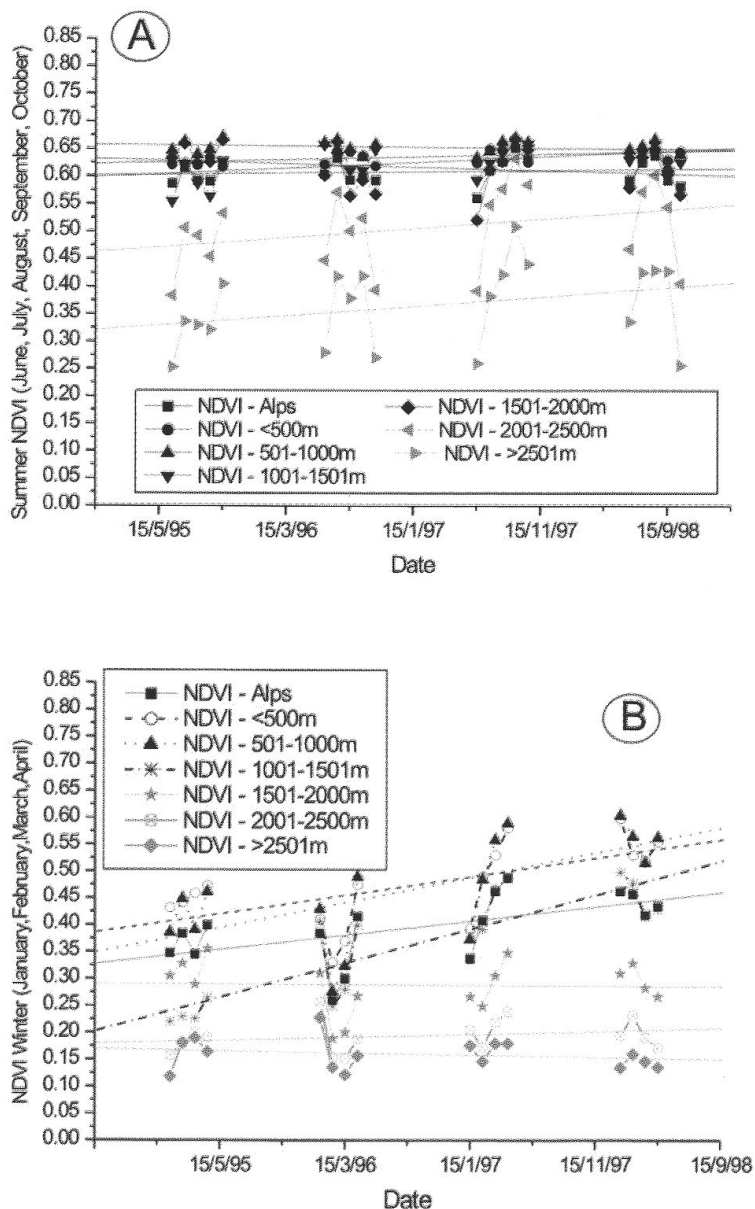 A
Summer NDVI (June, July, August, September, October)
0.85
0.80
0.75
0.70
0.65
0.60
0.55
0.50
0.45
0.40
0.35
0.30
0.25
0.20
0.15
0.10
0.05
0.00
NDVI - Alps
NDVI - <500m
NDVI - 501-1000m
NDVI - 1001-1501m
NDVI - 1501-2000m
NDVI - 2001-2500m
NDVI - >2501m
15/5/95
15/3/96
15/1/97
15/11/97
15/9/98
Date
B
NDVI Winter (January,February,March,April)
0.85
0.80
0.75
0.70
0.65
0.60
0.55
0.50
0.45
0.40
0.35
0.30
0.25
0.20
0.15
0.10
0.05
0.00
NDVI - Alps
NDVI - <500m
NDVI - 501-1000m
NDVI - 1001-1501m
NDVI - 1501-2000m
NDVI - 2001-2500m
NDVI - >2501m
15/5/95
15/3/96
15/1/97
15/11/97
15/9/98
Date